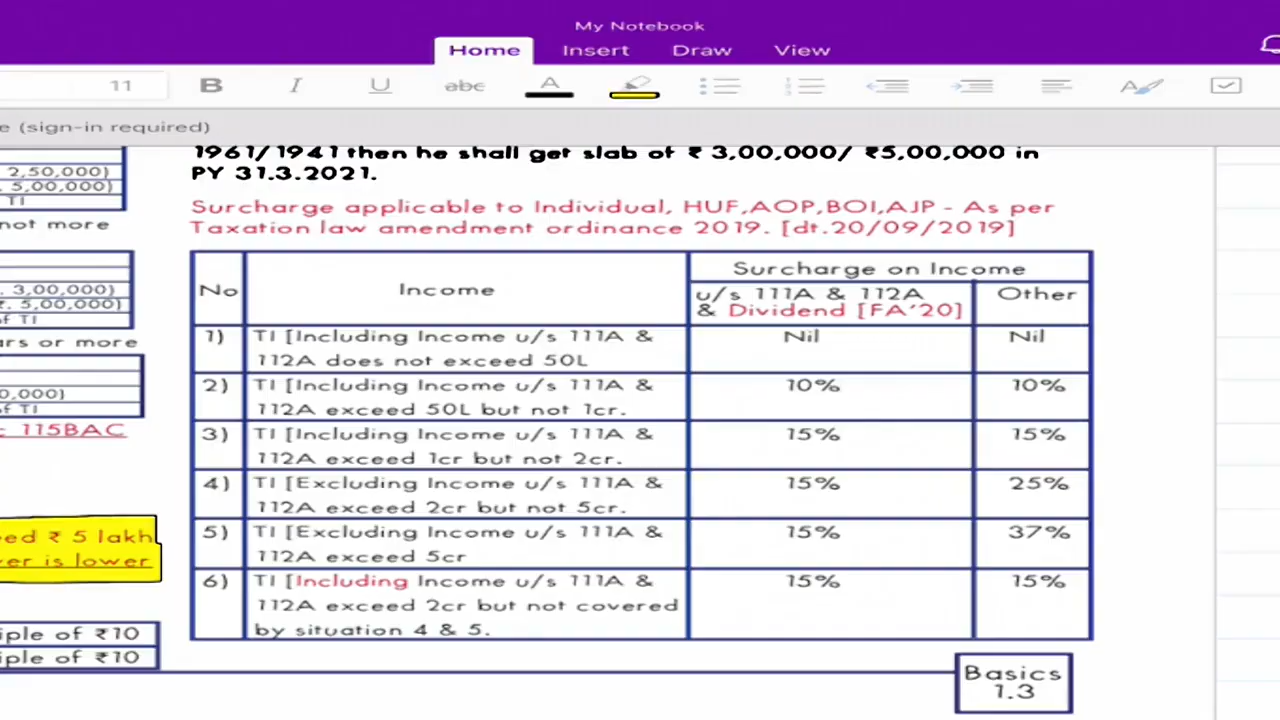 My Notebook
Home Insert Draw View
11 B I U abc A A
e (sign-in required)
2,50,000)
5,00,000)
TI
not more
3,00,000)
₹. 5,00,000)
of TI
ars or more
0,000)
of TI
: 115BAC
eed ₹ 5 lakh
ver is lower
iple of ₹10
iple of ₹10
1961/1941 then he shall get slab of ₹ 3,00,000/ ₹5,00,000 in
PY 31.3.2021.
Surcharge applicable to Individual, HUF,AOP,BOI,AJP - As per
Taxation law amendment ordinance 2019. [dt.20/09/2019]
No Income Surcharge on Income
u/s 111A & 112A Other
& Dividend [FA'20]
1) TI [Including Income u/s 111A & Nil Nil
112A does not exceed 50L
2) TI [Including Income u/s 111A & 10% 10%
112A exceed 50L but not 1cr.
3) TI [Including Income u/s 111A & 15% 15%
112A exceed 1cr but not 2cr.
4) TI [Excluding Income u/s 111A & 15% 25%
112A exceed 2cr but not 5cr.
5) TI [Excluding Income u/s 111A & 15% 37%
112A exceed 5cr
6) TI [Including Income u/s 111A & 15% 15%
112A exceed 2cr but not covered
by situation 4 & 5.
Basics
1.3